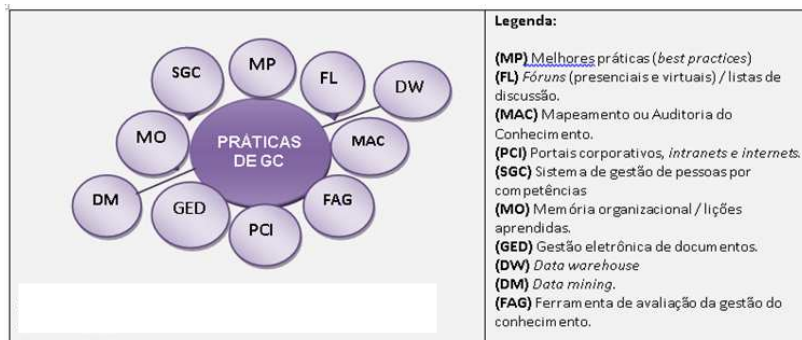 SGC
MP
FL
DW
MO
PRÁTICAS
DE GC
MAC
DM
GED
PCI
FAG
Legenda:
(MP) Melhores práticas (best practices)
(FL) Fóruns (presenciais e virtuais) / listas de
discussão.
(MAC) Mapeamento ou Auditoria do
Conhecimento.
(PCI) Portais corporativos, intranets e internets.
(SGC) Sistema de gestão de pessoas por
competências
(MO) Memória organizacional / lições
aprendidas.
(GED) Gestão eletrônica de documentos.
(DW) Data warehouse
(DM) Data mining.
(FAG) Ferramenta de avaliação da gestão do
conhecimento.